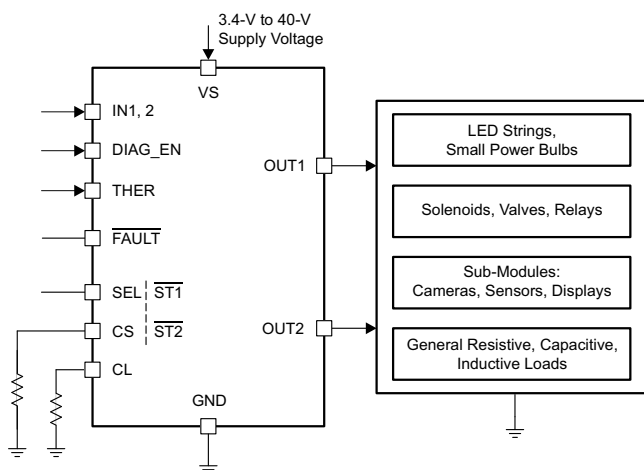 3.4-V to 40-V
Supply Voltage
VS
IN1, 2
DIAG_EN
THER
FAULT
SEL ST1
CS ST2
CL
GND
OUT1
OUT2
LED Strings,
Small Power Bulbs
Solenoids, Valves, Relays
Sub-Modules:
Cameras, Sensors, Displays
General Resistive, Capacitive,
Inductive Loads